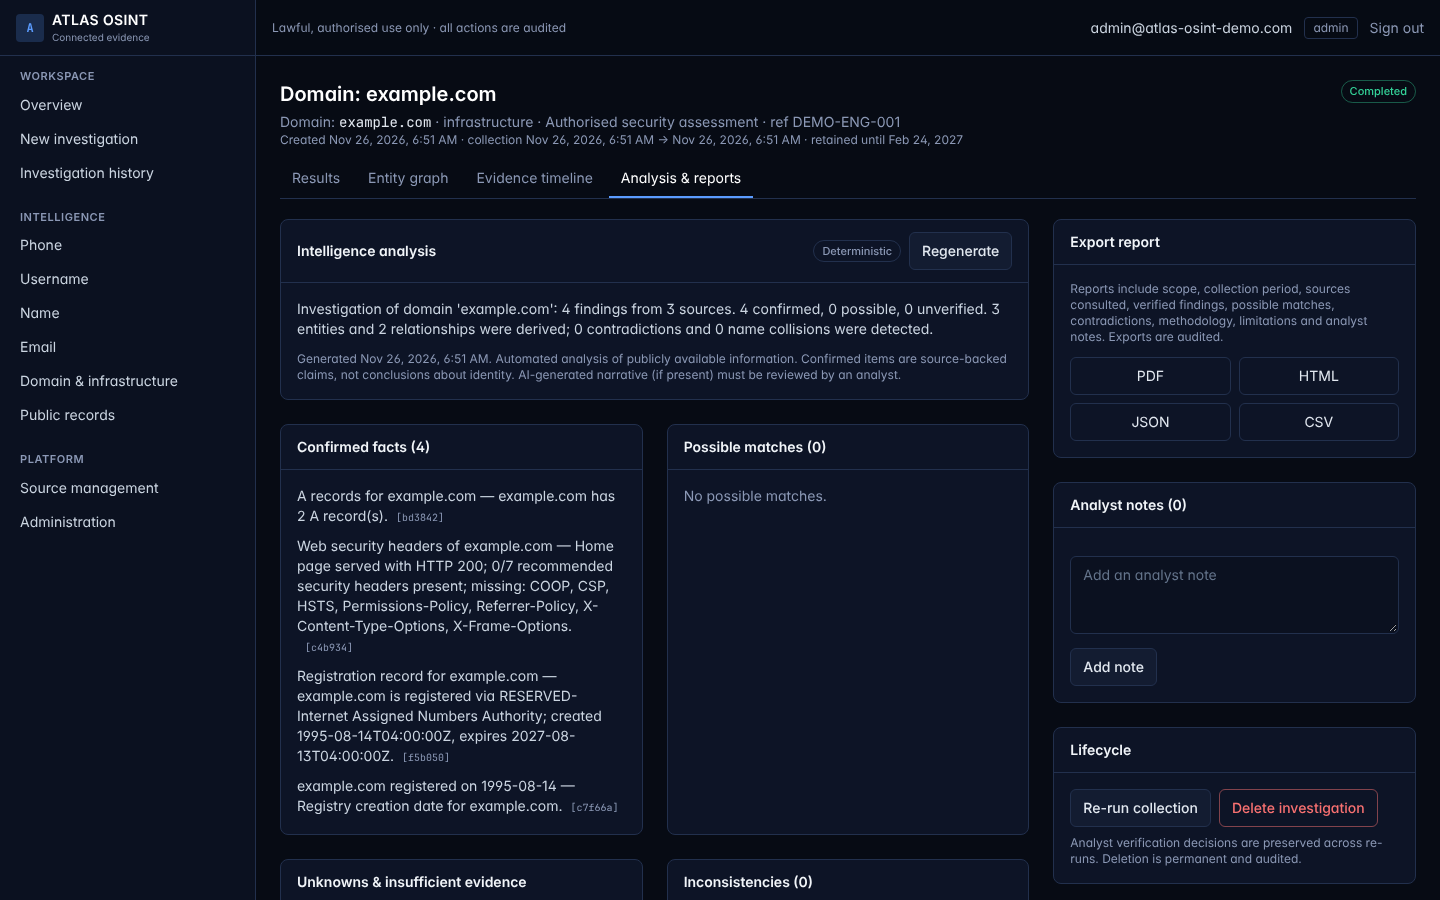 A
ATLAS OSINT
Connected evidence
Lawful, authorised use only · all actions are audited
admin@atlas-osint-demo.com
admin
Sign out
WORKSPACE
Overview
New investigation
Investigation history
INTELLIGENCE
Phone
Username
Name
Email
Domain & infrastructure
Public records
PLATFORM
Source management
Administration
Domain: example.com
Completed
Domain: example.com · infrastructure · Authorised security assessment · ref DEMO-ENG-001
Created Nov 26, 2026, 6:51 AM · collection Nov 26, 2026, 6:51 AM → Nov 26, 2026, 6:51 AM · retained until Feb 24, 2027
Results
Entity graph
Evidence timeline
Analysis & reports
Intelligence analysis
Deterministic
Regenerate
Investigation of domain 'example.com': 4 findings from 3 sources. 4 confirmed, 0 possible, 0 unverified. 3
entities and 2 relationships were derived; 0 contradictions and 0 name collisions were detected.
Generated Nov 26, 2026, 6:51 AM. Automated analysis of publicly available information. Confirmed items are source-backed
claims, not conclusions about identity. AI-generated narrative (if present) must be reviewed by an analyst.
Confirmed facts (4)
A records for example.com — example.com has
2 A record(s). [bd3842]
Web security headers of example.com — Home
page served with HTTP 200; 0/7 recommended
security headers present; missing: COOP, CSP,
HSTS, Permissions-Policy, Referrer-Policy, X-
Content-Type-Options, X-Frame-Options.
[c4b934]
Registration record for example.com —
example.com is registered via RESERVED-
Internet Assigned Numbers Authority; created
1995-08-14T04:00:00Z, expires 2027-08-
13T04:00:00Z. [f5b050]
example.com registered on 1995-08-14 —
Registry creation date for example.com. [c7f66a]
Possible matches (0)
No possible matches.
Unknowns & insufficient evidence
Inconsistencies (0)
Export report
Reports include scope, collection period, sources
consulted, verified findings, possible matches,
contradictions, methodology, limitations and analyst
notes. Exports are audited.
PDF
HTML
JSON
CSV
Analyst notes (0)
Add an analyst note
Add note
Lifecycle
Re-run collection
Delete investigation
Analyst verification decisions are preserved across re-
runs. Deletion is permanent and audited.